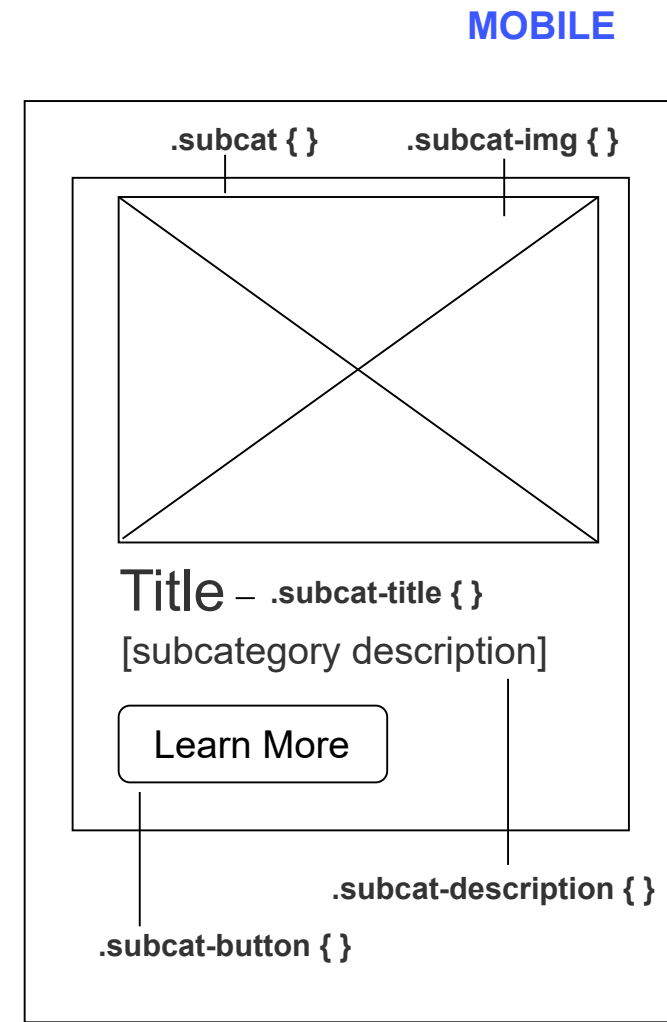 MOBILE
.subcat { } .subcat-img { }
Title – .subcat-title { }
[subcategory description]
Learn More
.subcat-description { }
.subcat-button { }